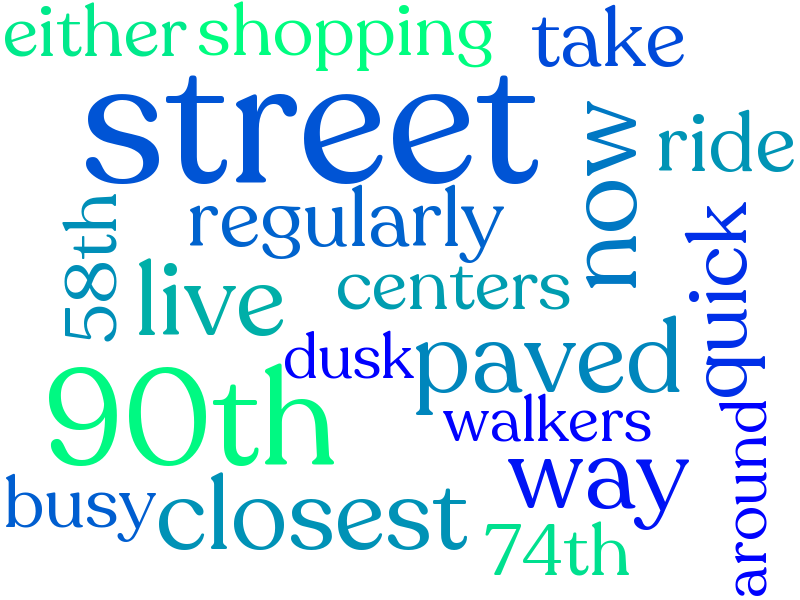 either shopping take
street
now
ride
regularly
58th
quick
live
centers
dusk
paved
90th
walkers
around
way
busy
closest
74th